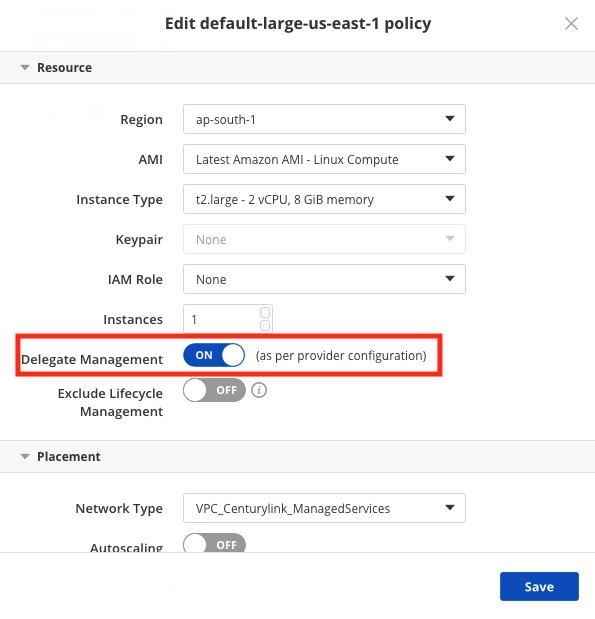 Edit default-large-us-east-1 policy
Resource
Region ap-south-1
AMI Latest Amazon AMI - Linux Compute
Instance Type t2.large - 2 vCPU, 8 GiB memory
Keypair None
IAM Role None
Instances 1
Delegate Management ON (as per provider configuration)
Exclude Lifecycle OFF i
Management
Placement
Network Type VPC_Centurylink_ManagedServices
Autoscaling OFF
Save